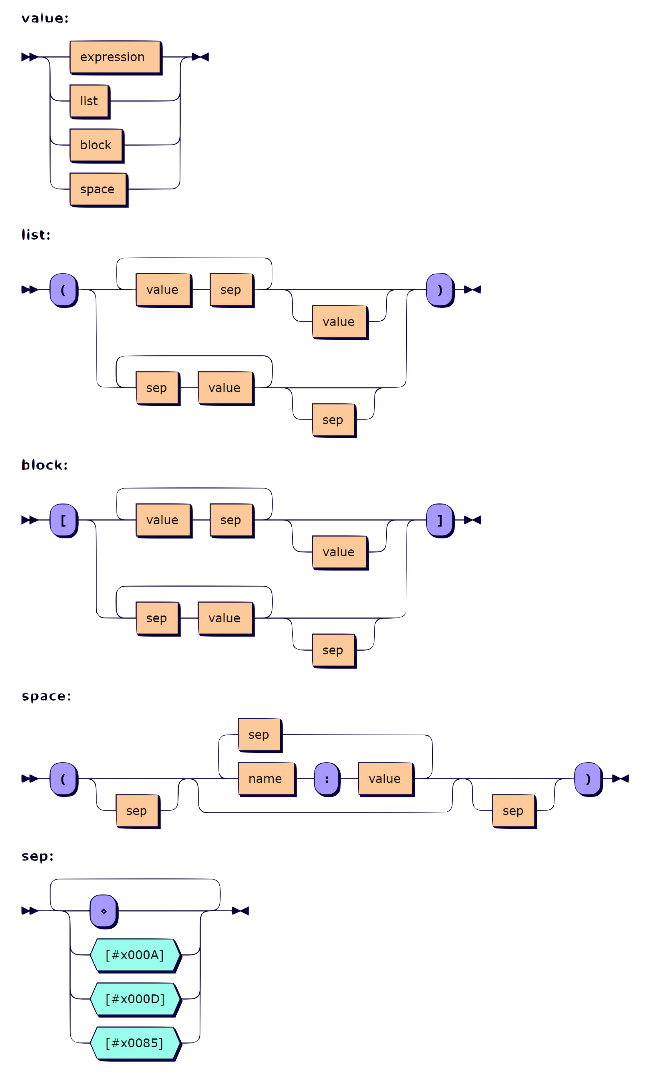 value:
expression
list
block
space
list:
( value sep )
value
sep value
sep
block:
[ value sep ]
value
sep value
sep
space:
sep
( name : value )
sep sep
sep:
⋄
[#x000A]
[#x000D]
[#x0085]